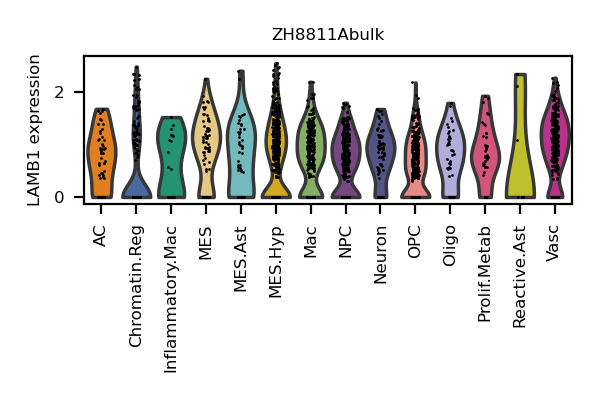 ZH8811Abulk
LAMB1 expression
2
0
AC
Chromatin.Reg
Inflammatory.Mac
MES
MES.Ast
MES.Hyp
Mac
NPC
Neuron
OPC
Oligo
Prolif.Metab
Reactive.Ast
Vasc